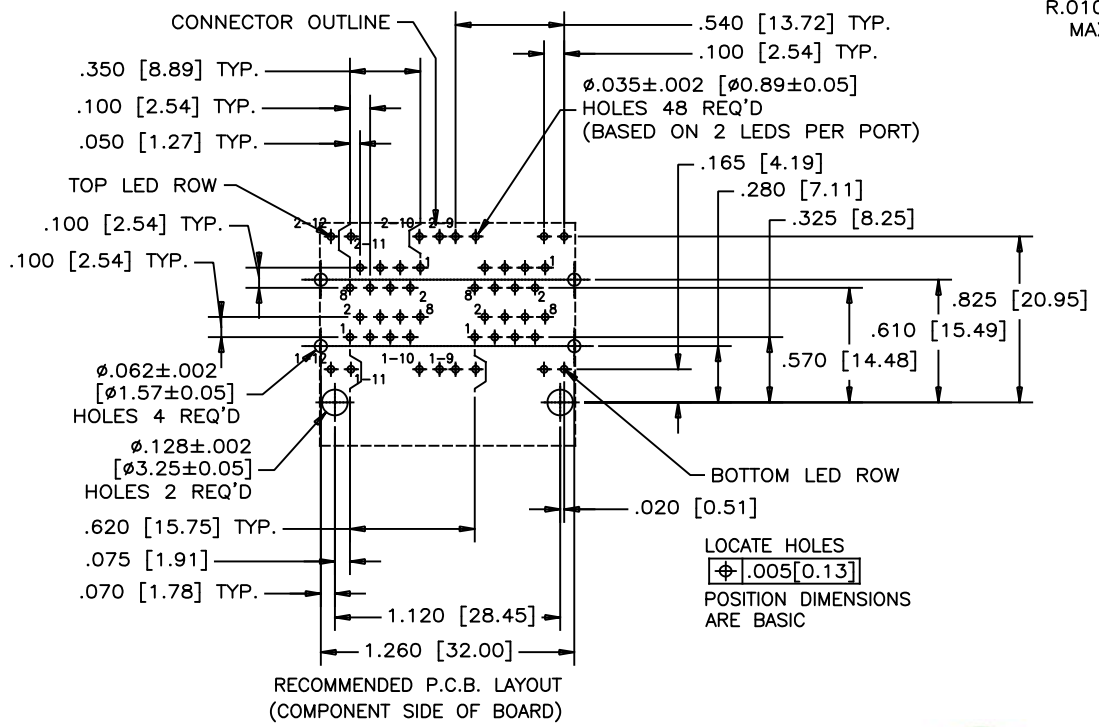 CONNECTOR OUTLINE
.540 [13.72] TYP.
R.010
MAX
.350 [8.89] TYP.
.100 [2.54] TYP.
.100 [2.54] TYP.
ø.035±.002 [ø0.89±0.05]
HOLES 48 REQ'D
(BASED ON 2 LEDS PER PORT)
.050 [1.27] TYP.
.165 [4.19]
TOP LED ROW
.280 [7.11]
.100 [2.54] TYP.
.325 [8.25]
2-12
2-10
2-9
2-11
.100 [2.54] TYP.
1
1
8
2
8
2
.825 [20.95]
2
8
2
8
.610 [15.49]
1
1
.570 [14.48]
1-12
1-10
1-9
1-11
ø.062±.002
[ø1.57±0.05]
HOLES 4 REQ'D
ø.128±.002
[ø3.25±0.05]
HOLES 2 REQ'D
BOTTOM LED ROW
.620 [15.75] TYP.
.020 [0.51]
.075 [1.91]
LOCATE HOLES
⌖ .005[0.13]
.070 [1.78] TYP.
POSITION DIMENSIONS
ARE BASIC
1.120 [28.45]
1.260 [32.00]
RECOMMENDED P.C.B. LAYOUT
(COMPONENT SIDE OF BOARD)